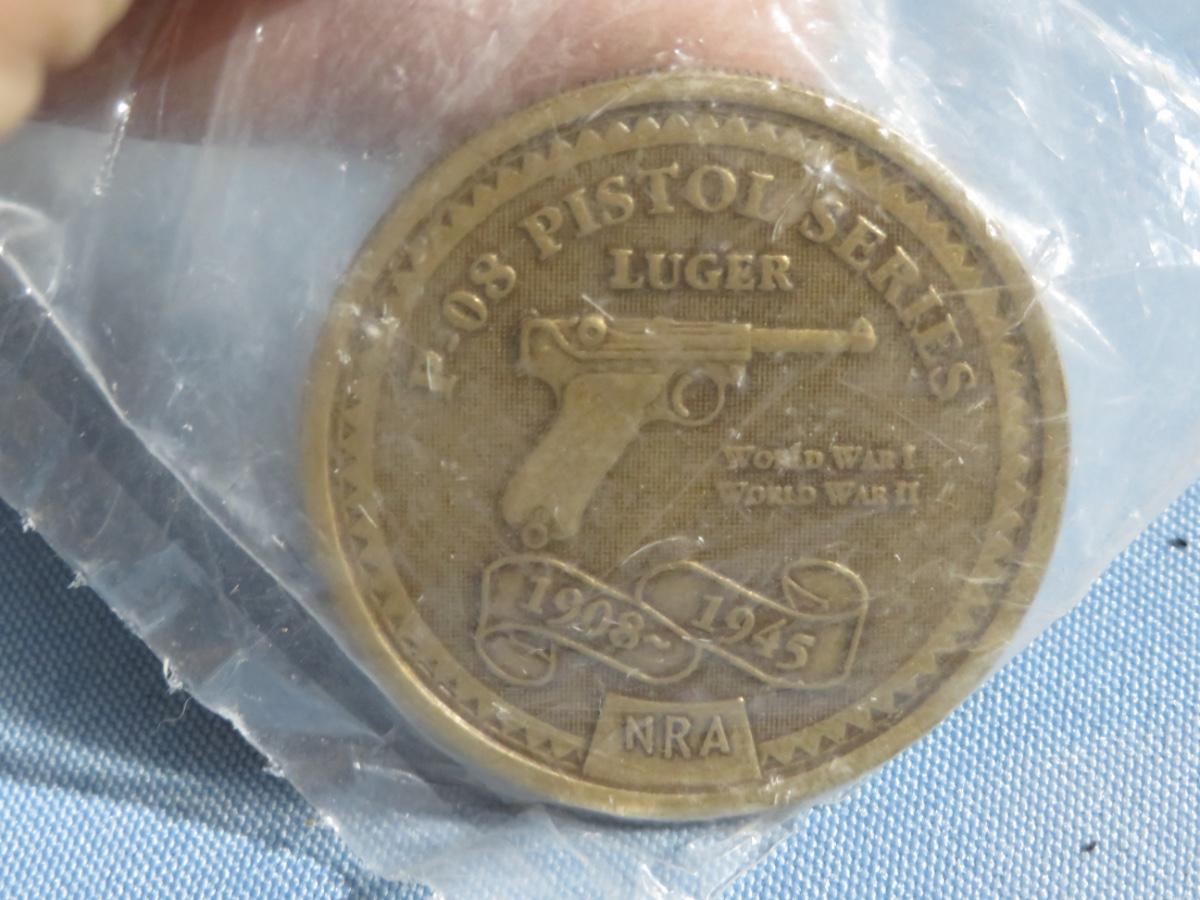 P-08 PISTOL SERIES
LUGER
WORLD WAR I
WORLD WAR II
1908-1945
NRA